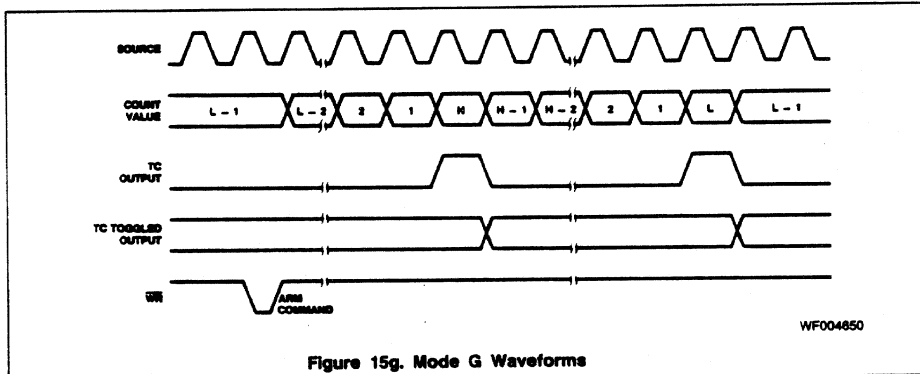 SOURCE
COUNT
VALUE
L – 1
L – 2
2
1
H
H – 1
H – 2
2
1
L
L – 1
TC
OUTPUT
TC TOGGLED
OUTPUT
WR
ARM
COMMAND
WF004650
Figure 15g. Mode G Waveforms